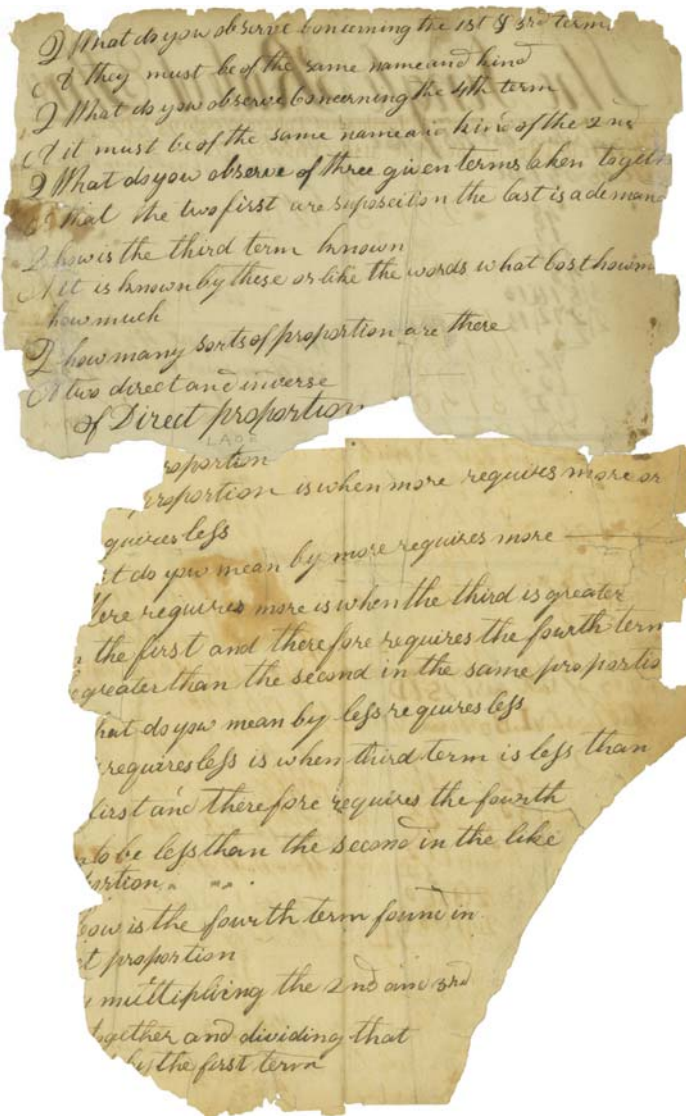 Q What do you observe concerning the 1st & 3rd term
A they must be of the same name and kind
Q What do you observe concerning the 4th term
A it must be of the same name and kind of the 2nd
Q What do you observe of three given terms taken togeth
A that the two first are suposeition the last is a deman
Q how is the third term known
A it is known by these or like the words what cost how m
how much
Q how many sorts of proportion are there
A two direct and inverse
of Direct proportion
roportion
proportion is when more requires more or
quires less
t do you mean by more requires more
ore requires more is when the third is greater
the first and therefore requires the fourth term
greater than the second in the same proportio
hat do you mean by less requires less
requires less is when third term is less than
first and therefore requires the fourth
to be less than the second in the like
ortion
how is the fourth term found in
t proportion
multipliing the 2nd and 3rd
together and dividing that
by the first term